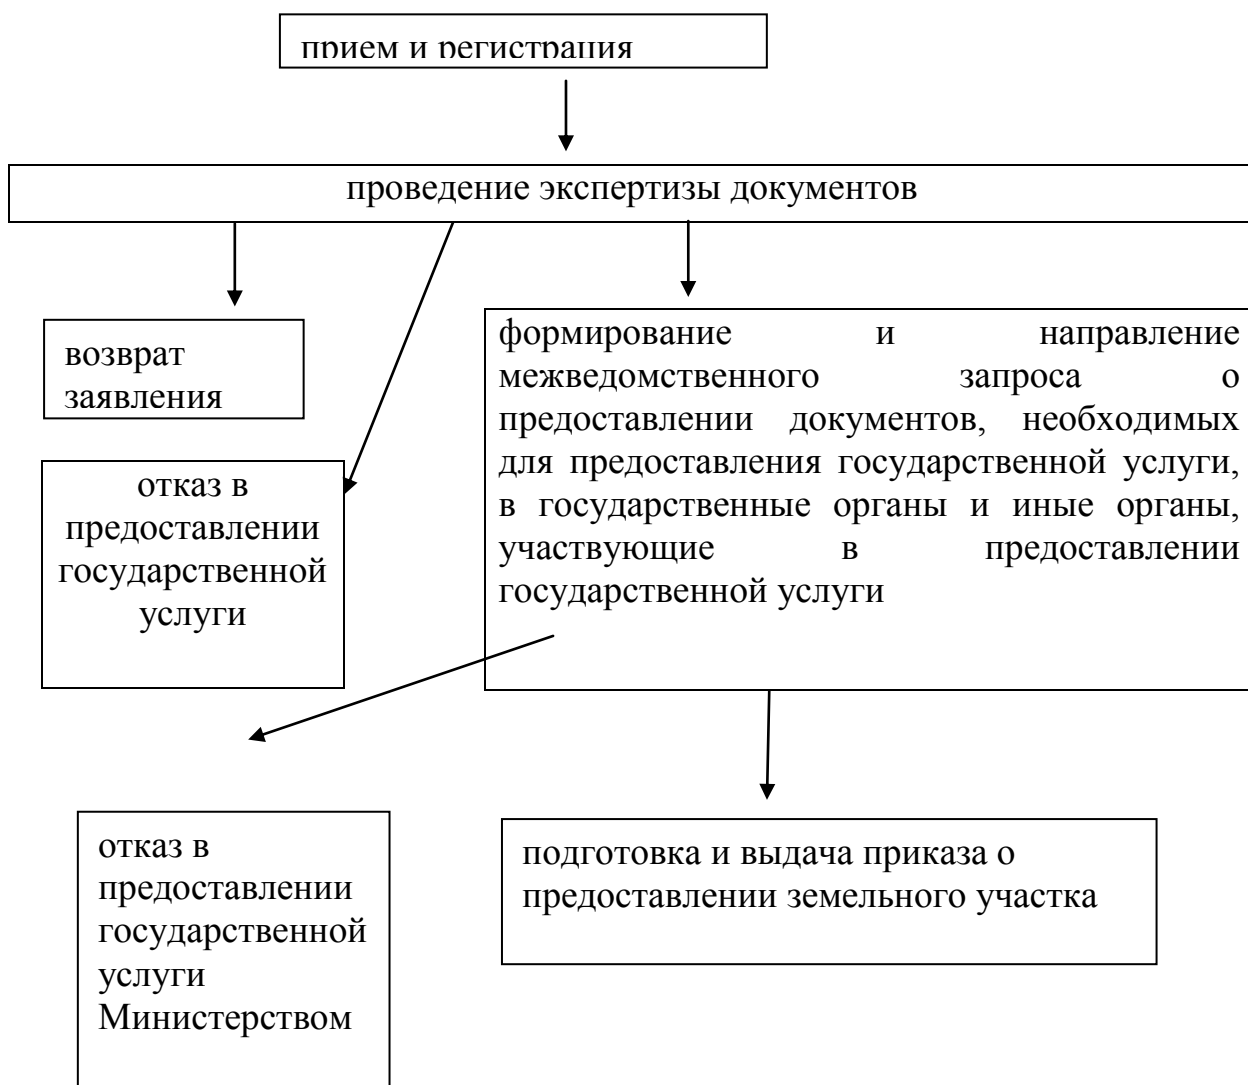 прием и регистрация
проведение экспертизы документов
возврат
заявления
отказ в
предоставлении
государственной
услуги
формирование и направление
межведомственного запроса о
предоставлении документов, необходимых
для предоставления государственной услуги,
в государственные органы и иные органы,
участвующие в предоставлении
государственной услуги
отказ в
предоставлении
государственной
услуги
Министерством
подготовка и выдача приказа о
предоставлении земельного участка